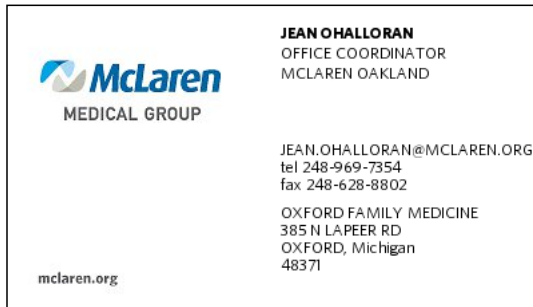 McLaren
MEDICAL GROUP
mclaren.org
JEAN OHALLORAN
OFFICE COORDINATOR
MCLAREN OAKLAND
JEAN.OHALLORAN@MCLAREN.ORG
tel 248-969-7354
fax 248-628-8802
OXFORD FAMILY MEDICINE
385 N LAPEER RD
OXFORD, Michigan
48371